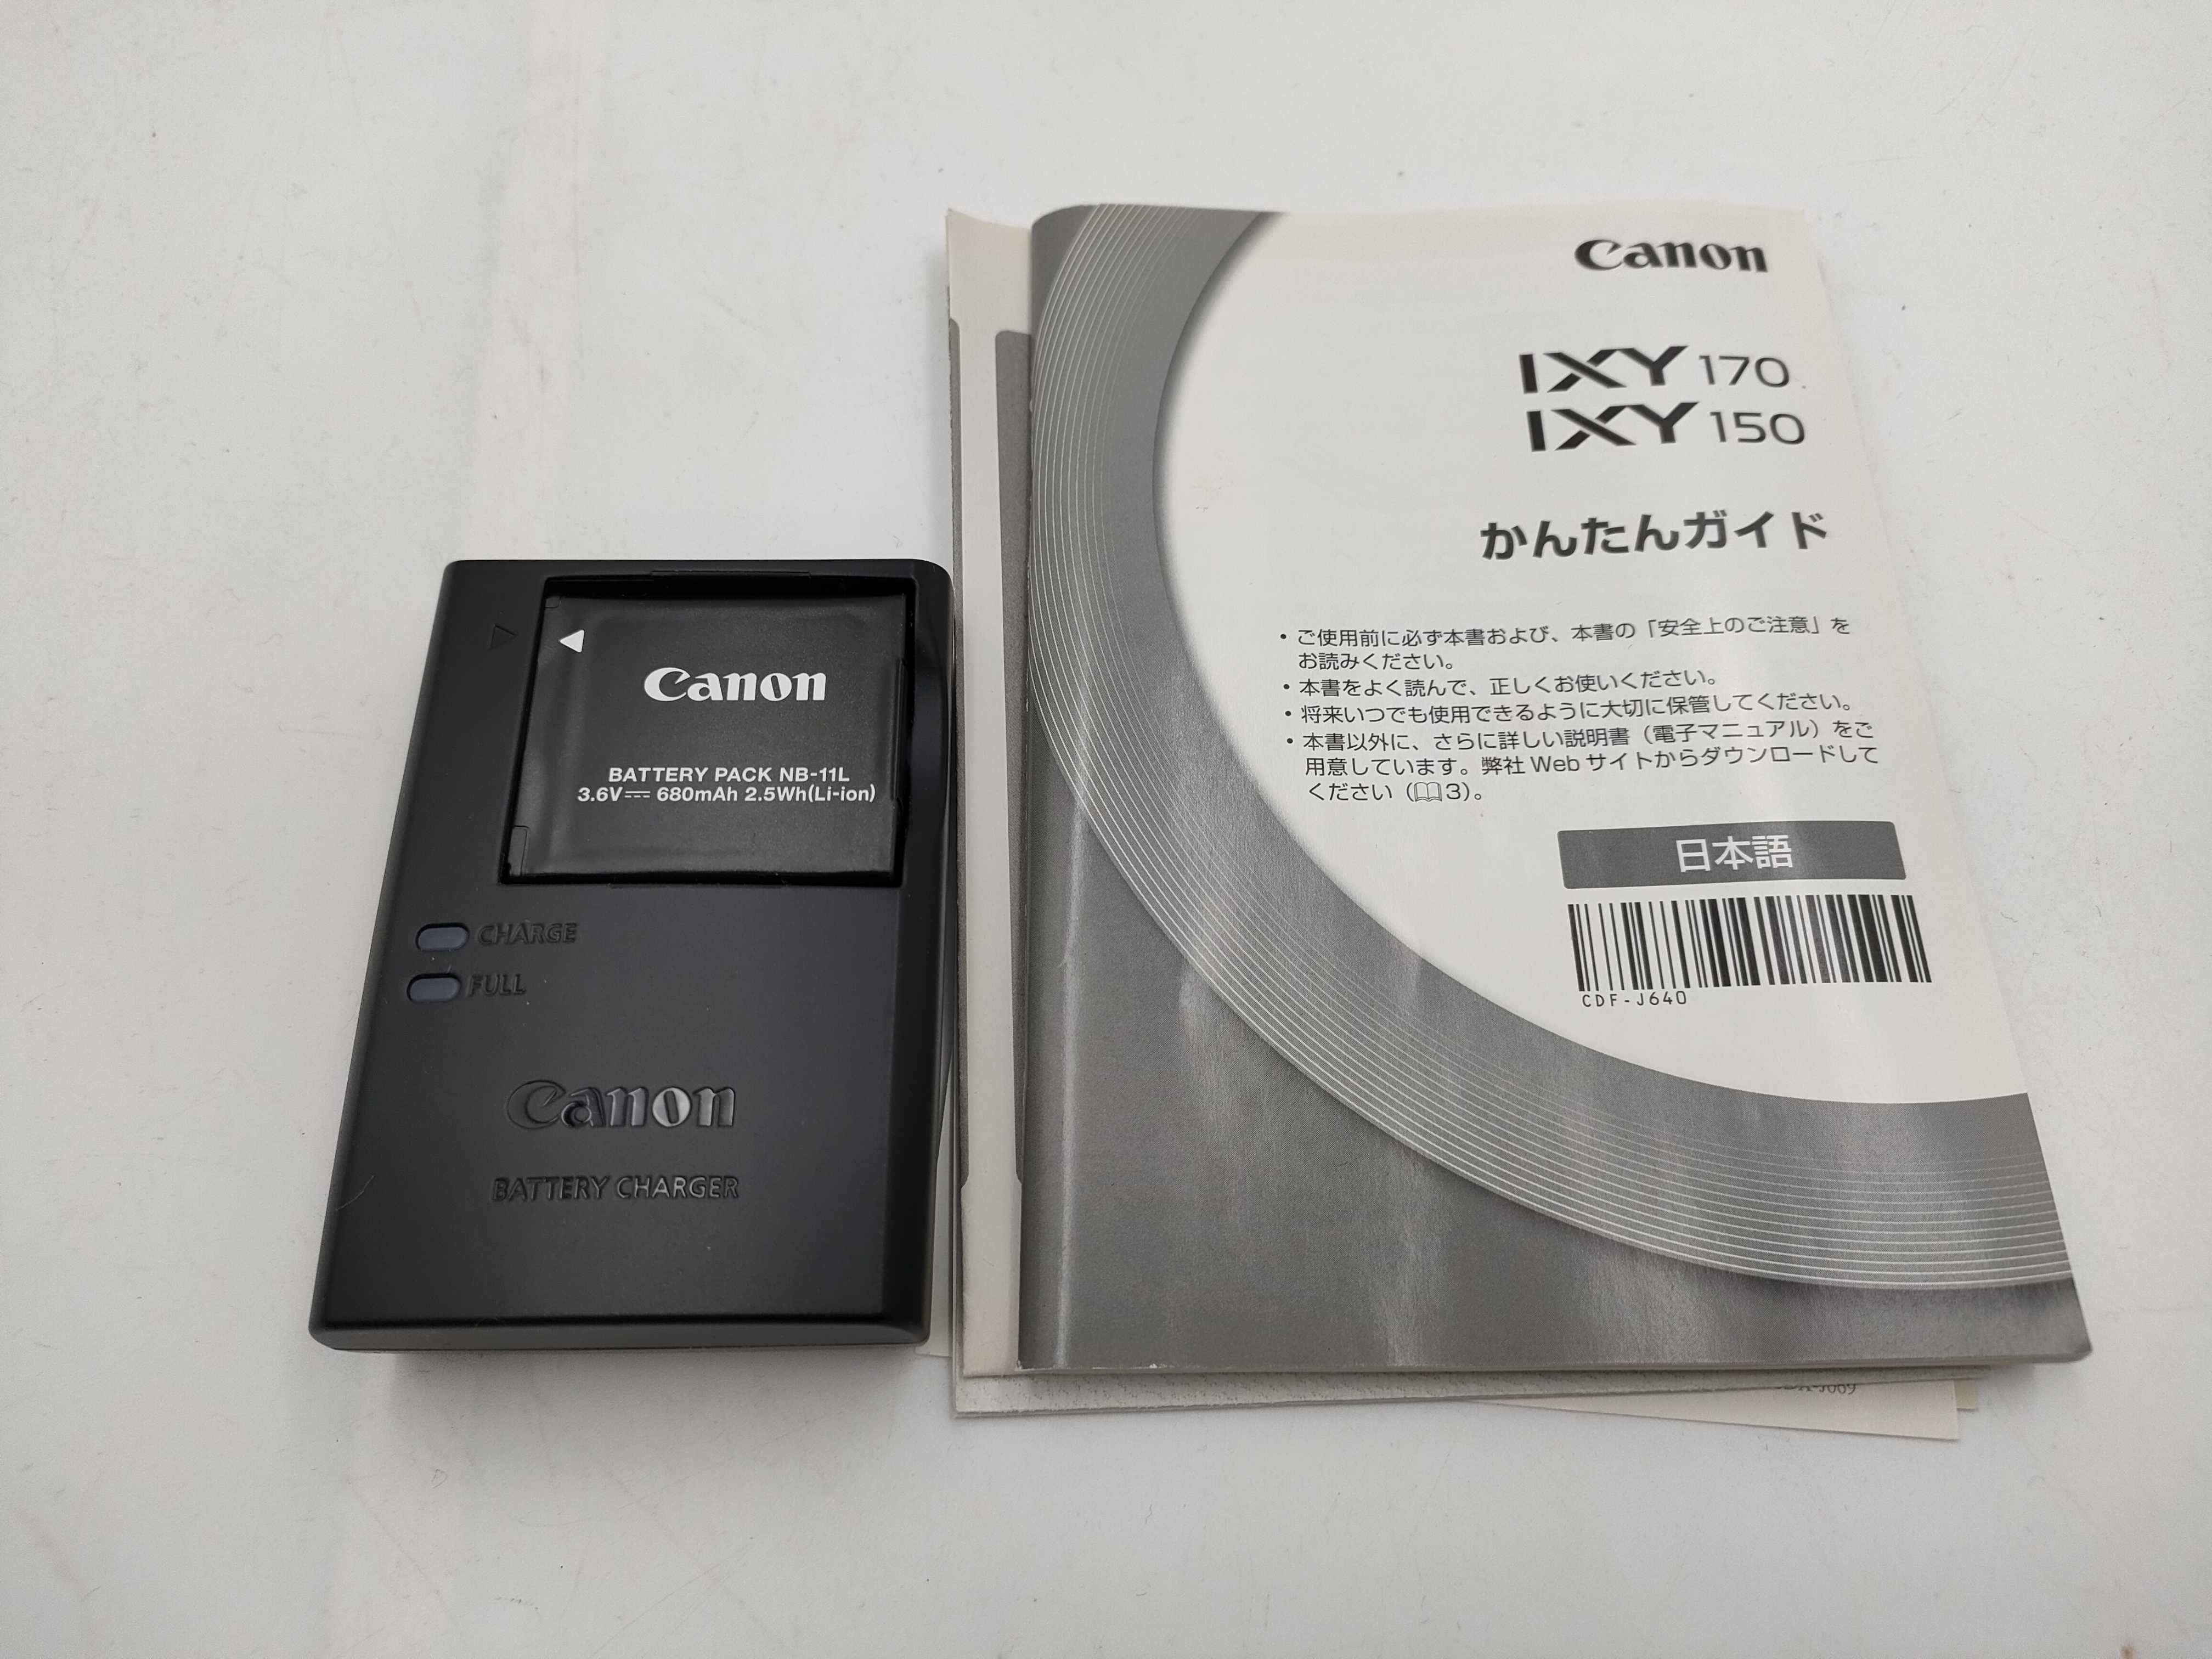 Canon
BATTERY PACK NB-11L
3.6V⎓ 680mAh 2.5Wh(Li-ion)
CHARGE
FULL
Canon
BATTERY CHARGER
Canon
IXY 170
IXY 150
かんたんガイド
・ご使用前に必ず本書および、本書の「安全上のご注意」を
お読みください。
・本書をよく読んで、正しくお使いください。
・将来いつでも使用できるように大切に保管してください。
・本書以外に、さらに詳しい説明書（電子マニュアル）をご
用意しています。弊社 Web サイトからダウンロードして
ください（📖3）。
日本語
CDF-J640